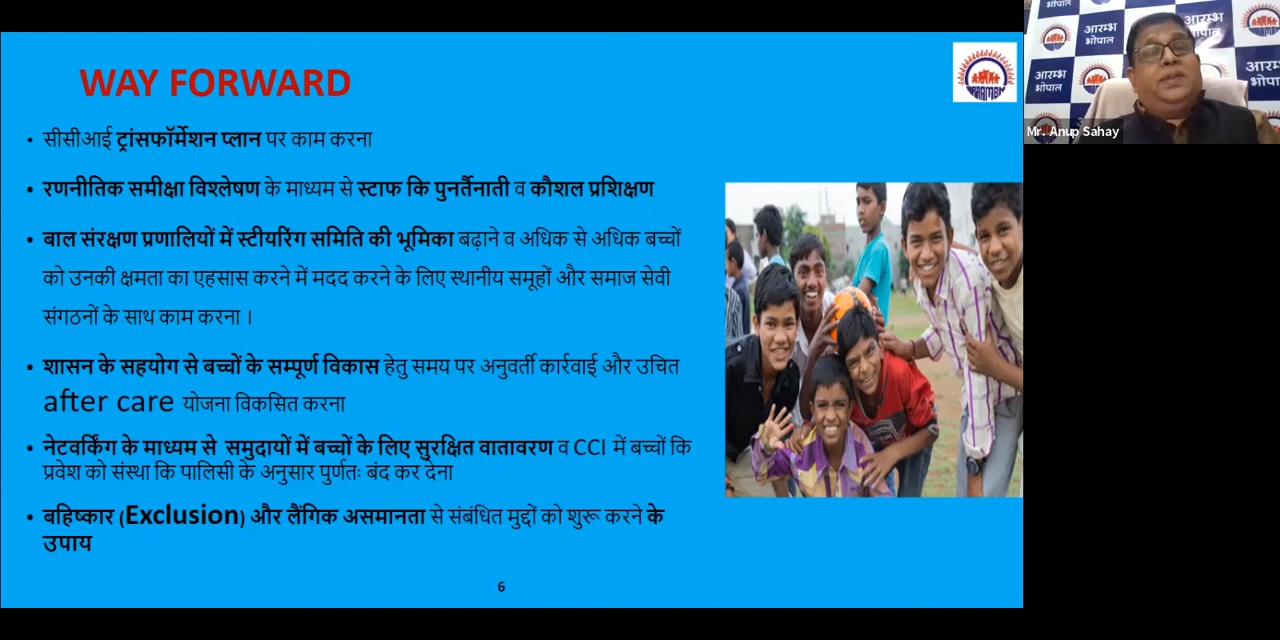 WAY FORWARD
• सीसीआई ट्रांसफॉर्मेशन प्लान पर काम करना
• रणनीतिक समीक्षा विश्लेषण के माध्यम से स्टाफ कि पुनर्तैनाती व कौशल प्रशिक्षण
• बाल संरक्षण प्रणालियों में स्टीयरिंग समिति की भूमिका बढ़ाने व अधिक से अधिक बच्चों
को उनकी क्षमता का एहसास करने में मदद करने के लिए स्थानीय समूहों और समाज सेवी
संगठनों के साथ काम करना ।
• शासन के सहयोग से बच्चों के सम्पूर्ण विकास हेतु समय पर अनुवर्ती कार्रवाई और उचित
after care योजना विकसित करना
• नेटवर्किंग के माध्यम से समुदायों में बच्चों के लिए सुरक्षित वातावरण व CCI में बच्चों कि
प्रवेश को संस्था कि पालिसी के अनुसार पुर्णतः बंद कर देना
• बहिष्कार (Exclusion) और लैंगिक असमानता से संबंधित मुद्दों को शुरू करने के
उपाय
6
आरम्भ
भोपाल
आरम्भ
भोपाल
Mr. Anup Sahay